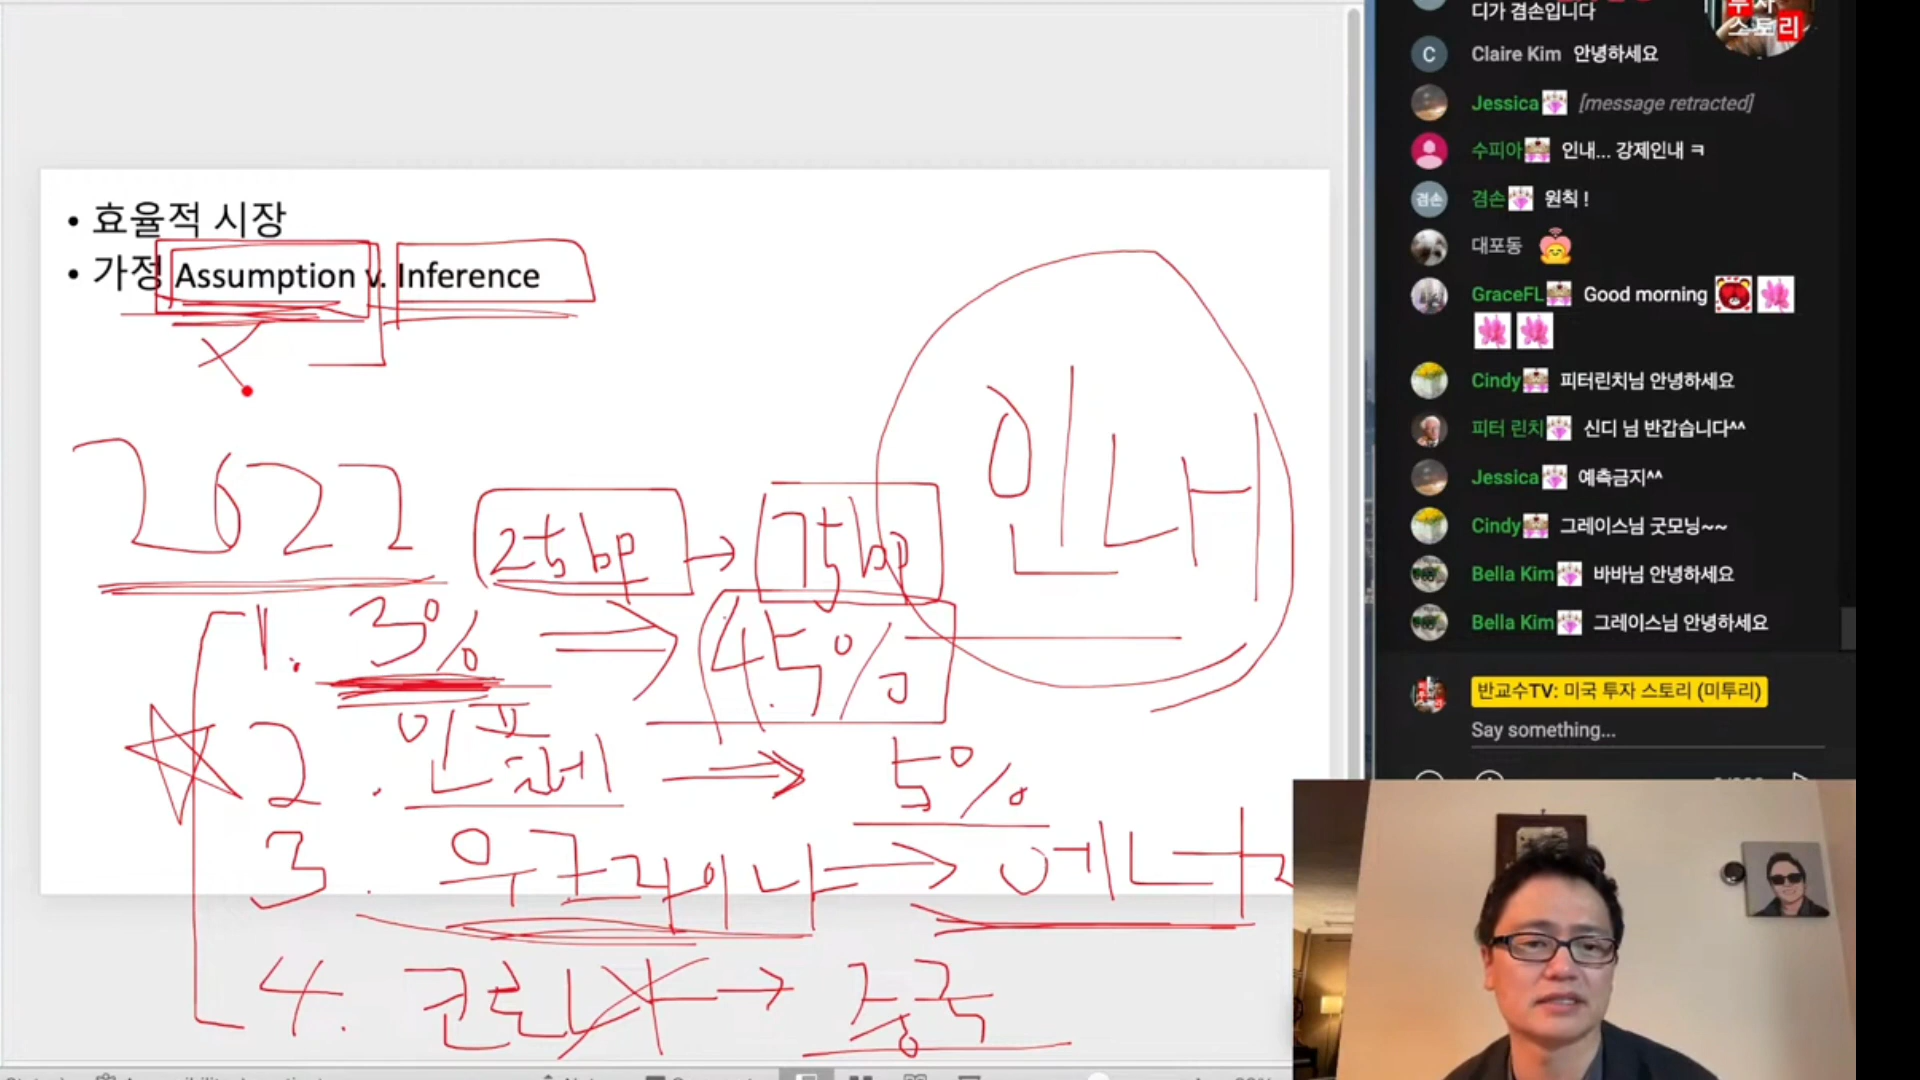 • 효율적 시장
• 가정 Assumption v. Inference
인내
2022
25bp → 75bp
1. 3% ⇒ 4.5%
2. 인플레 ⇒ 5%
3. 우크라이나 → 에너지
4. 코로나 → 중국
디가 겸손입니다
Claire Kim 안녕하세요
Jessica [message retracted]
수피아 인내... 강제인내 ㅋ
겸손 겸손 원칙 !
대포동
GraceFL Good morning
Cindy 피터린치님 안녕하세요
피터 린치 신디 님 반갑습니다^^
Jessica 예측금지^^
Cindy 그레이스님 굿모닝~~
Bella Kim 바바님 안녕하세요
Bella Kim 그레이스님 안녕하세요
반교수TV: 미국 투자 스토리 (미투리)
Say something...
투자
스토리